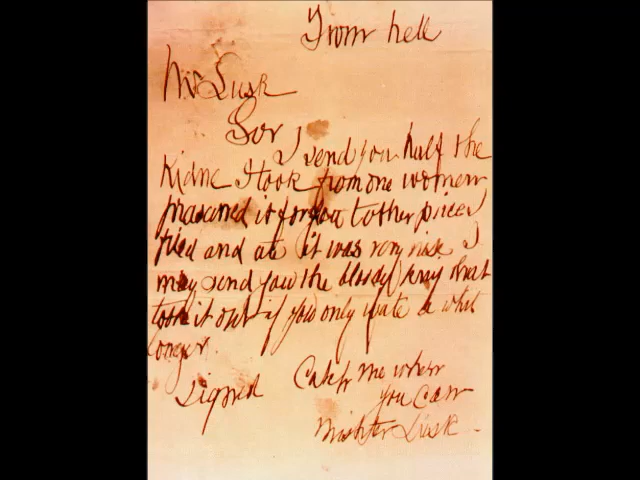 From hell
Mr Lusk
Sor
I send you half the
Kidne I took from one women
prasarved it for you tother piece I
fried and ate it was very nise I
may send you the bloody knif that
took it out if you only wate a whil
longer.
signed
Catch me when
you Can
Mishter Lusk.